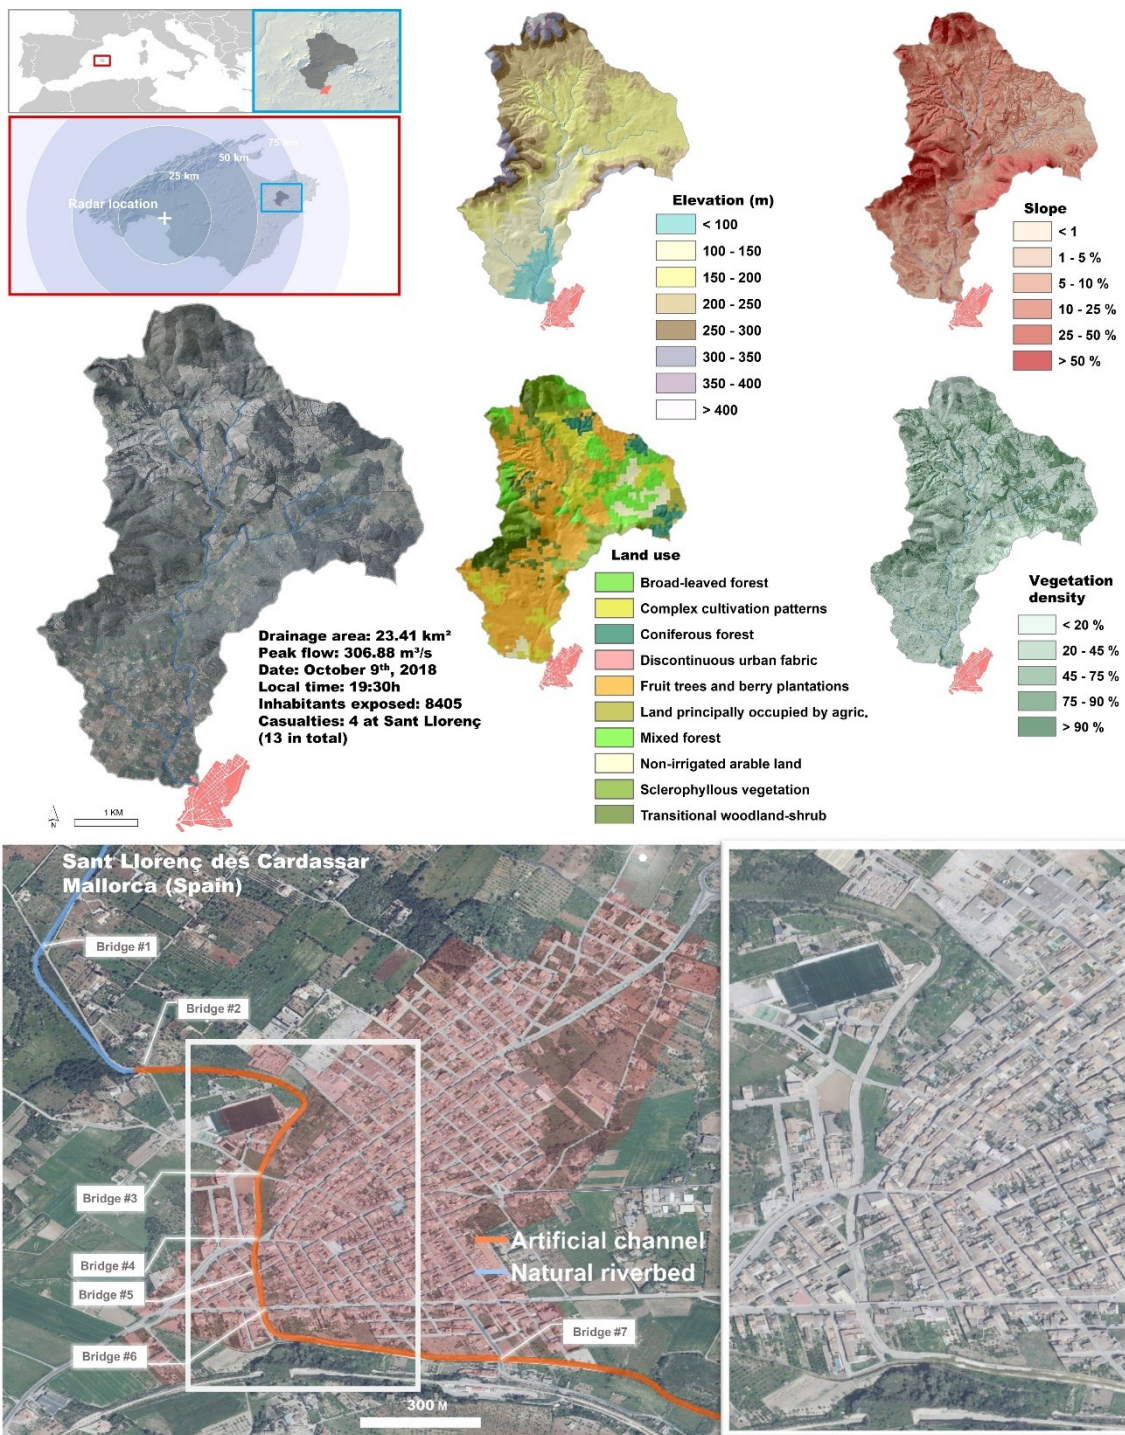 75 km
50 km
25 km
Radar location
Elevation (m)
< 100
100 - 150
150 - 200
200 - 250
250 - 300
300 - 350
350 - 400
> 400
Slope
< 1
1 - 5 %
5 - 10 %
10 - 25 %
25 - 50 %
> 50 %
Drainage area: 23.41 km²
Peak flow: 306.88 m³/s
Date: October 9th, 2018
Local time: 19:30h
Inhabitants exposed: 8405
Casualties: 4 at Sant Llorenç
(13 in total)
N
1 KM
Land use
Broad-leaved forest
Complex cultivation patterns
Coniferous forest
Discontinuous urban fabric
Fruit trees and berry plantations
Land principally occupied by agric.
Mixed forest
Non-irrigated arable land
Sclerophyllous vegetation
Transitional woodland-shrub
Vegetation
density
< 20 %
20 - 45 %
45 - 75 %
75 - 90 %
> 90 %
Sant Llorenç des Cardassar
Mallorca (Spain)
Bridge #1
Bridge #2
Bridge #3
Bridge #4
Bridge #5
Bridge #6
Bridge #7
Artificial channel
Natural riverbed
300 M